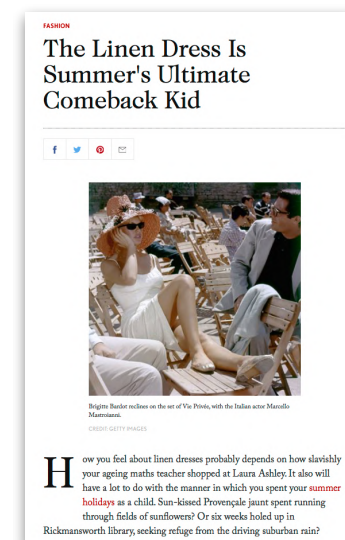 FASHION
The Linen Dress Is
Summer's Ultimate
Comeback Kid
Brigitte Bardot reclines on the set of Vie Privée, with the Italian actor Marcello
Mastroianni.
CREDIT: GETTY IMAGES
How you feel about linen dresses probably depends on how slavishly
your ageing maths teacher shopped at Laura Ashley. It also will
have a lot to do with the manner in which you spent your summer
holidays as a child. Sun-kissed Provençale jaunt spent running
through fields of sunflowers? Or six weeks holed up in
Rickmansworth library, seeking refuge from the driving suburban rain?